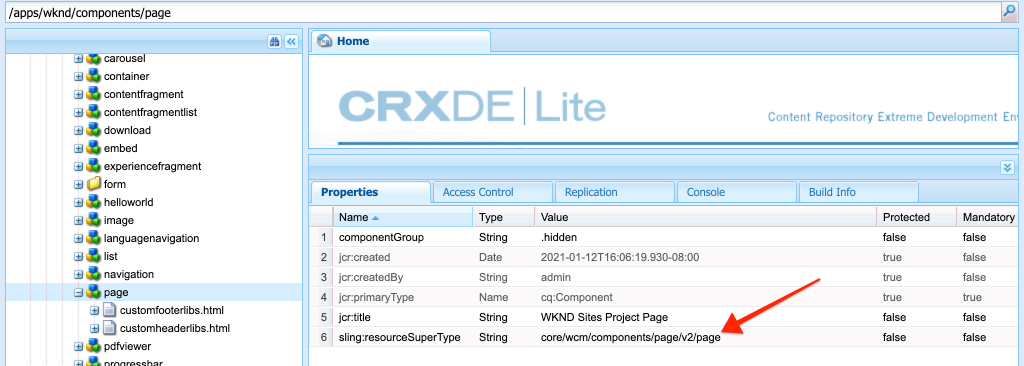 /apps/wknd/components/page
carousel
container
contentfragment
contentfragmentlist
download
embed
experiencefragment
form
helloworld
image
languagenavigation
list
navigation
page
customfooterlibs.html
customheaderlibs.html
pdfviewer
progressbar
Home
CRXDE Lite
Content Repository Extreme Development Env
Properties Access Control Replication Console Build Info
Name Type Value Protected Mandatory
1 componentGroup String .hidden false false
2 jcr:created Date 2021-01-12T16:06:19.930-08:00 true false
3 jcr:createdBy String admin true false
4 jcr:primaryType Name cq:Component true true
5 jcr:title String WKND Sites Project Page false false
6 sling:resourceSuperType String core/wcm/components/page/v2/page false false